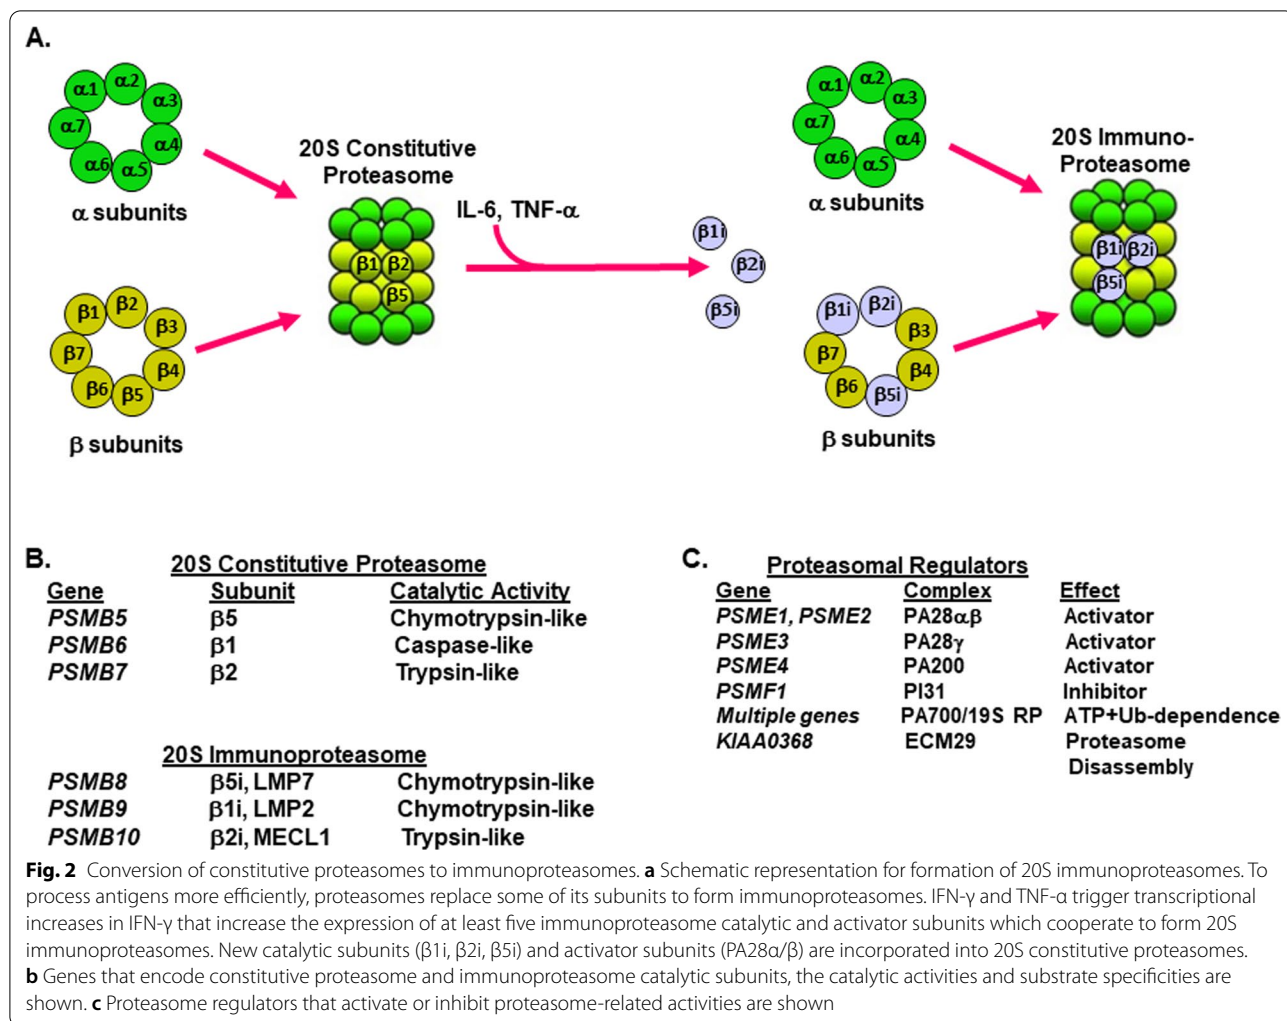 A.
α1
α2
α3
α4
α5
α6
α7
α subunits
β1
β2
β3
β4
β5
β6
β7
β subunits
20S Constitutive
Proteasome
β1 β2
β5
IL-6, TNF-α
β1i
β2i
β5i
α1
α2
α3
α4
α5
α6
α7
α subunits
β1i
β2i
β3
β4
β5i
β6
β7
β subunits
20S Immuno-
Proteasome
β1i β2i
β5i
B.
20S Constitutive Proteasome
Gene Subunit Catalytic Activity
PSMB5 β5 Chymotrypsin-like
PSMB6 β1 Caspase-like
PSMB7 β2 Trypsin-like
20S Immunoproteasome
PSMB8 β5i, LMP7 Chymotrypsin-like
PSMB9 β1i, LMP2 Chymotrypsin-like
PSMB10 β2i, MECL1 Trypsin-like
C.
Proteasomal Regulators
Gene Complex Effect
PSME1, PSME2 PA28αβ Activator
PSME3 PA28γ Activator
PSME4 PA200 Activator
PSMF1 PI31 Inhibitor
Multiple genes PA700/19S RP ATP+Ub-dependence
KIAA0368 ECM29 Proteasome
Disassembly
Fig. 2 Conversion of constitutive proteasomes to immunoproteasomes. a Schematic representation for formation of 20S immunoproteasomes. To
process antigens more efficiently, proteasomes replace some of its subunits to form immunoproteasomes. IFN-γ and TNF-α trigger transcriptional
increases in IFN-γ that increase the expression of at least five immunoproteasome catalytic and activator subunits which cooperate to form 20S
immunoproteasomes. New catalytic subunits (β1i, β2i, β5i) and activator subunits (PA28α/β) are incorporated into 20S constitutive proteasomes.
b Genes that encode constitutive proteasome and immunoproteasome catalytic subunits, the catalytic activities and substrate specificities are
shown. c Proteasome regulators that activate or inhibit proteasome-related activities are shown